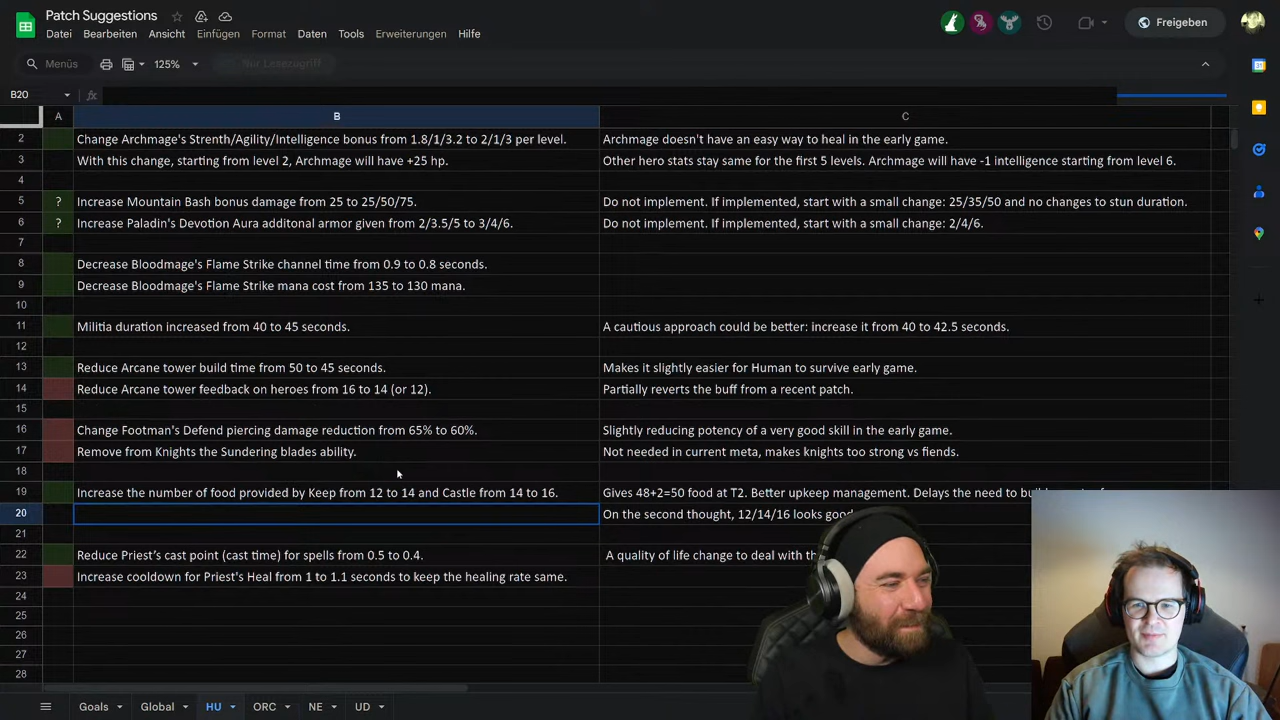 Patch Suggestions
Datei Bearbeiten Ansicht Einfügen Format Daten Tools Erweiterungen Hilfe
Freigeben
Menüs 125% Nur Lesezugriff
B20 fx
A B C
2 Change Archmage's Strenth/Agility/Intelligence bonus from 1.8/1/3.2 to 2/1/3 per level. Archmage doesn't have an easy way to heal in the early game.
3 With this change, starting from level 2, Archmage will have +25 hp. Other hero stats stay same for the first 5 levels. Archmage will have -1 intelligence starting from level 6.
4
5 ? Increase Mountain Bash bonus damage from 25 to 25/50/75. Do not implement. If implemented, start with a small change: 25/35/50 and no changes to stun duration.
6 ? Increase Paladin's Devotion Aura additonal armor given from 2/3.5/5 to 3/4/6. Do not implement. If implemented, start with a small change: 2/4/6.
7
8 Decrease Bloodmage's Flame Strike channel time from 0.9 to 0.8 seconds.
9 Decrease Bloodmage's Flame Strike mana cost from 135 to 130 mana.
10
11 Militia duration increased from 40 to 45 seconds. A cautious approach could be better: increase it from 40 to 42.5 seconds.
12
13 Reduce Arcane tower build time from 50 to 45 seconds. Makes it slightly easier for Human to survive early game.
14 Reduce Arcane tower feedback on heroes from 16 to 14 (or 12). Partially reverts the buff from a recent patch.
15
16 Change Footman's Defend piercing damage reduction from 65% to 60%. Slightly reducing potency of a very good skill in the early game.
17 Remove from Knights the Sundering blades ability. Not needed in current meta, makes knights too strong vs fiends.
18
19 Increase the number of food provided by Keep from 12 to 14 and Castle from 14 to 16. Gives 48+2=50 food at T2. Better upkeep management. Delays the need to
20 On the second thought, 12/14/16 looks good
21
22 Reduce Priest's cast point (cast time) for spells from 0.5 to 0.4. A quality of life change to deal with
23 Increase cooldown for Priest's Heal from 1 to 1.1 seconds to keep the healing rate same.
24
25
26
27
28
Goals Global HU ORC NE UD